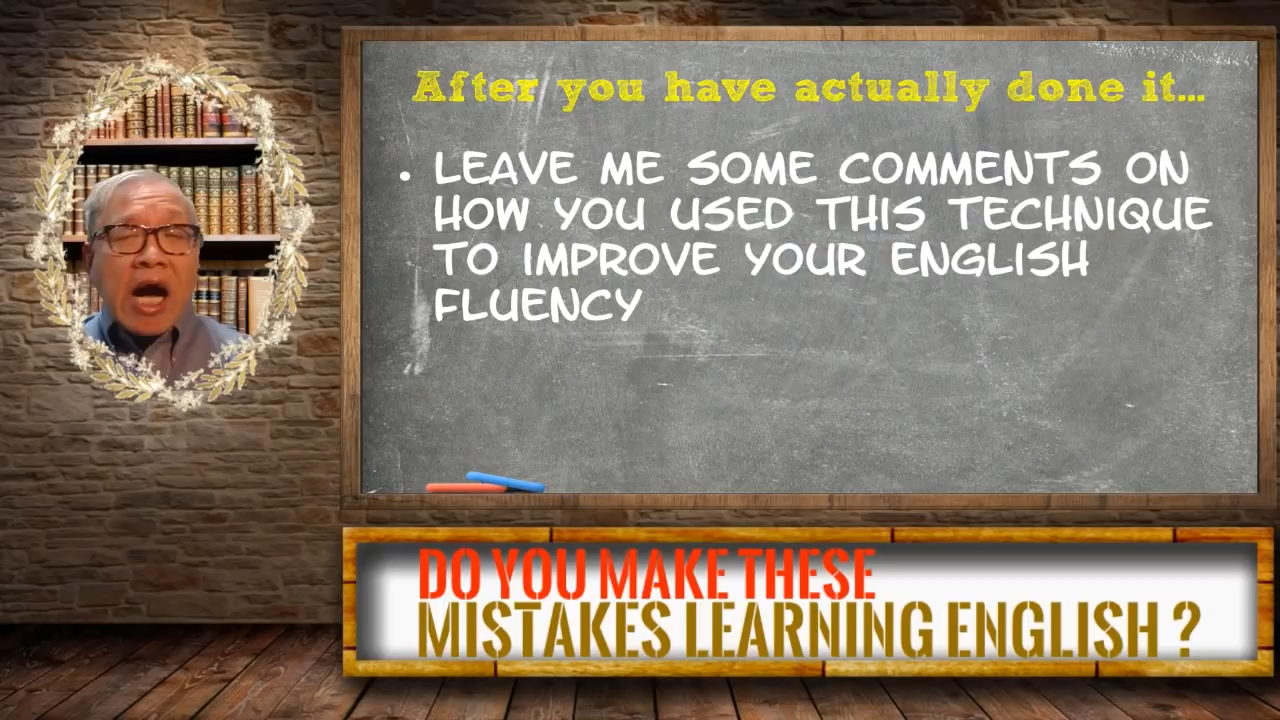 After you have actually done it...
• LEAVE ME SOME COMMENTS ON
HOW YOU USED THIS TECHNIQUE
TO IMPROVE YOUR ENGLISH
FLUENCY
DO YOU MAKE THESE
MISTAKES LEARNING ENGLISH ?